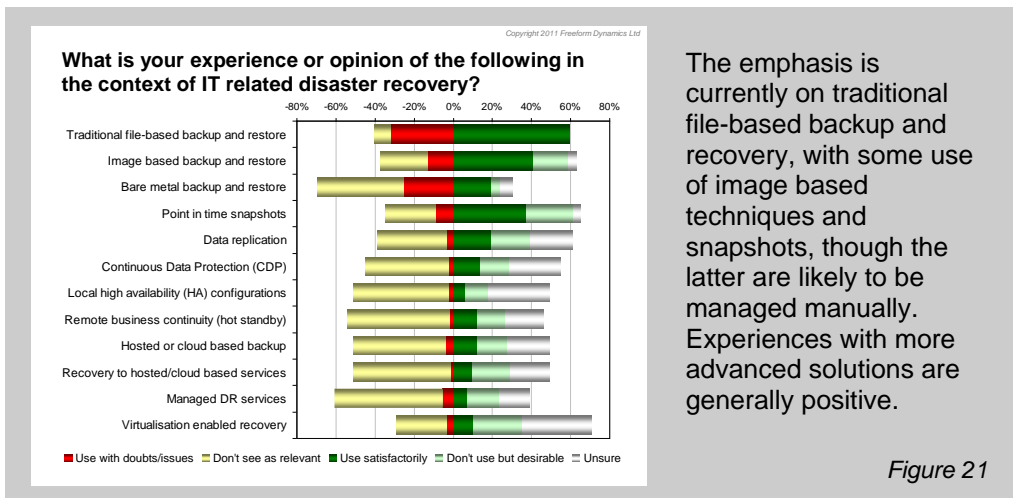 Copyright 2011 Freeform Dynamics Ltd
What is your experience or opinion of the following in
the context of IT related disaster recovery?
-80% -60% -40% -20% 0% 20% 40% 60% 80%
Traditional file-based backup and restore
Image based backup and restore
Bare metal backup and restore
Point in time snapshots
Data replication
Continuous Data Protection (CDP)
Local high availability (HA) configurations
Remote business continuity (hot standby)
Hosted or cloud based backup
Recovery to hosted/cloud based services
Managed DR services
Virtualisation enabled recovery
Use with doubts/issues Don't see as relevant Use satisfactorily Don't use but desirable Unsure
The emphasis is
currently on traditional
file-based backup and
recovery, with some use
of image based
techniques and
snapshots, though the
latter are likely to be
managed manually.
Experiences with more
advanced solutions are
generally positive.
Figure 21